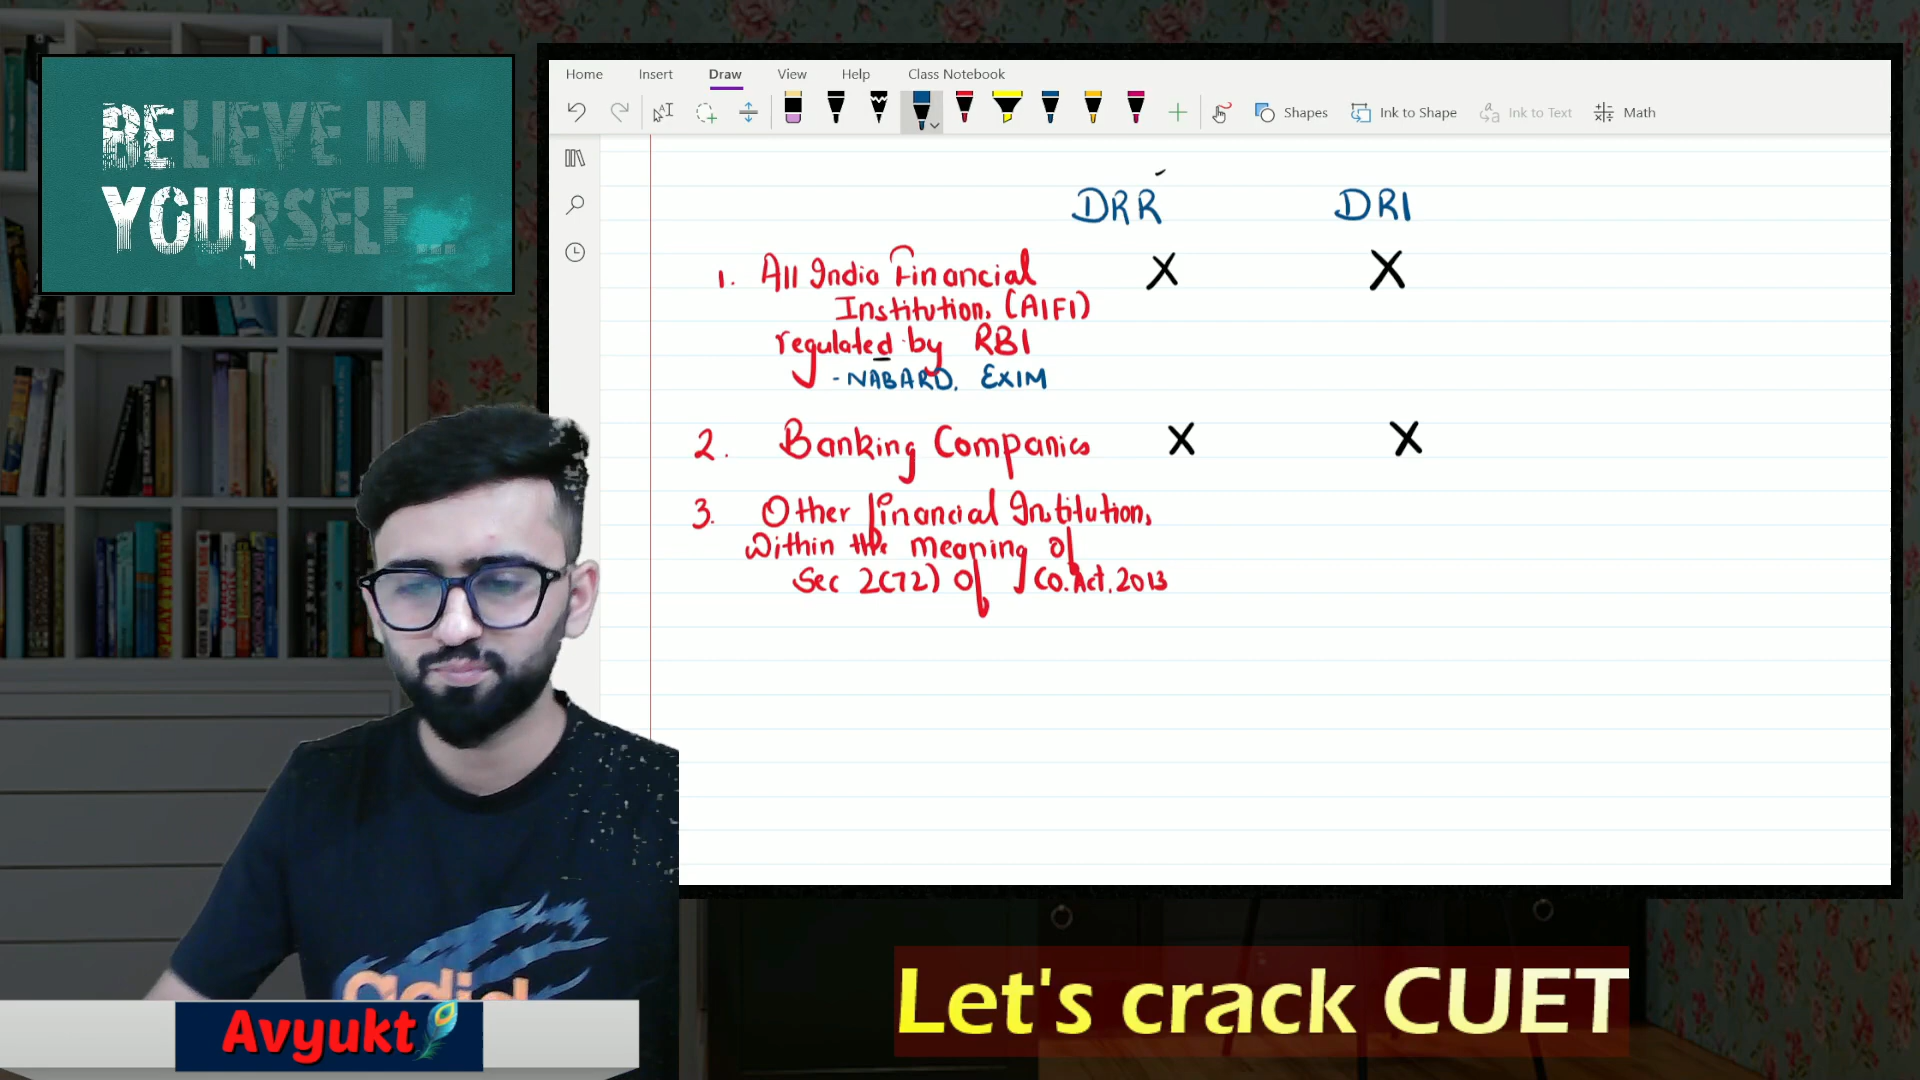 BELIEVE IN
YOURSELF...
Home Insert Draw View Help Class Notebook
Shapes Ink to Shape Ink to Text Math
DRR DRI
1. All India Financial X X
Institution, (AIFI)
regulated by RBI
- NABARD, EXIM
2. Banking Companies X X
3. Other financial Institution,
Within the meaning of
Sec 2(72) of Co. Act. 2013
adid
Avyukt
Let's crack CUET